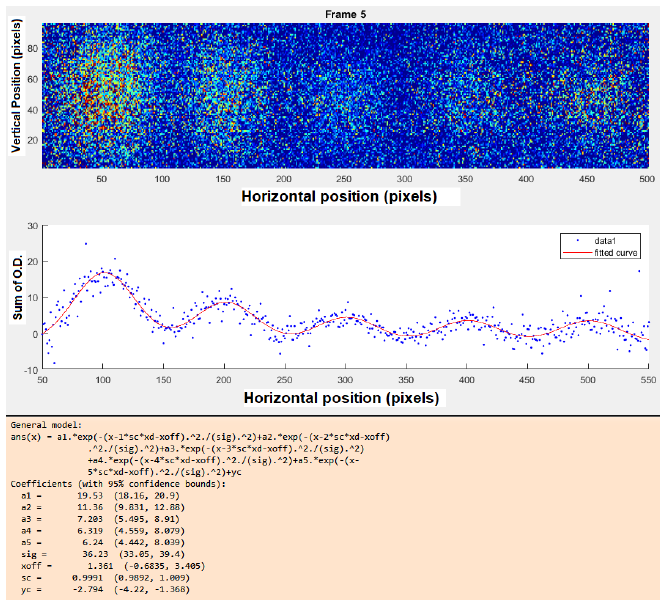 Frame 5
Vertical Position (pixels)
80
60
40
20
50 100 150 200 250 300 350 400 450 500
Horizontal position (pixels)
Sum of O.D.
30
20
10
0
-10
data1
fitted curve
50 100 150 200 250 300 350 400 450 500 550
Horizontal position (pixels)
General model:
ans(x) = a1.*exp(-(x-1*sc*xd-xoff).^2./(sig).^2)+a2.*exp(-(x-2*sc*xd-xoff)
.^2./(sig).^2)+a3.*exp(-(x-3*sc*xd-xoff).^2./(sig).^2)
+a4.*exp(-(x-4*sc*xd-xoff).^2./(sig).^2)+a5.*exp(-(x-
5*sc*xd-xoff).^2./(sig).^2)+yc
Coefficients (with 95% confidence bounds):
a1 = 19.53 (18.16, 20.9)
a2 = 11.36 (9.831, 12.88)
a3 = 7.203 (5.495, 8.91)
a4 = 6.319 (4.559, 8.079)
a5 = 6.24 (4.442, 8.039)
sig = 36.23 (33.05, 39.4)
xoff = 1.361 (-0.6835, 3.405)
sc = 0.9991 (0.9892, 1.009)
yc = -2.794 (-4.22, -1.368)